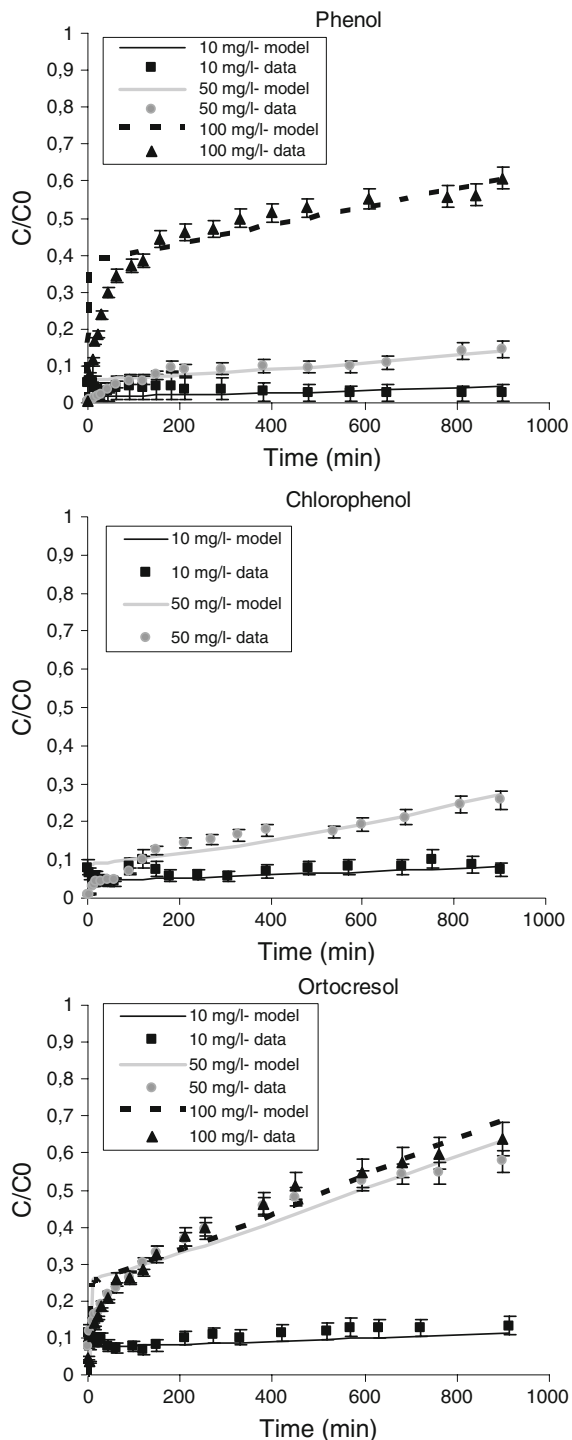 Phenol
1
0,9
0,8
0,7
0,6
0,5
0,4
0,3
0,2
0,1
0
C/C0
10 mg/l- model
10 mg/l- data
50 mg/l- model
50 mg/l- data
100 mg/l- model
100 mg/l- data
0 200 400 600 800 1000
Time (min)
Chlorophenol
1
0,9
0,8
0,7
0,6
0,5
0,4
0,3
0,2
0,1
0
C/C0
10 mg/l- model
10 mg/l- data
50 mg/l- model
50 mg/l- data
0 200 400 600 800 1000
Time (min)
Ortocresol
1
0,9
0,8
0,7
0,6
0,5
0,4
0,3
0,2
0,1
0
C/C0
10 mg/l- model
10 mg/l- data
50 mg/l- model
50 mg/l- data
100 mg/l- model
100 mg/l- data
0 200 400 600 800 1000
Time (min)